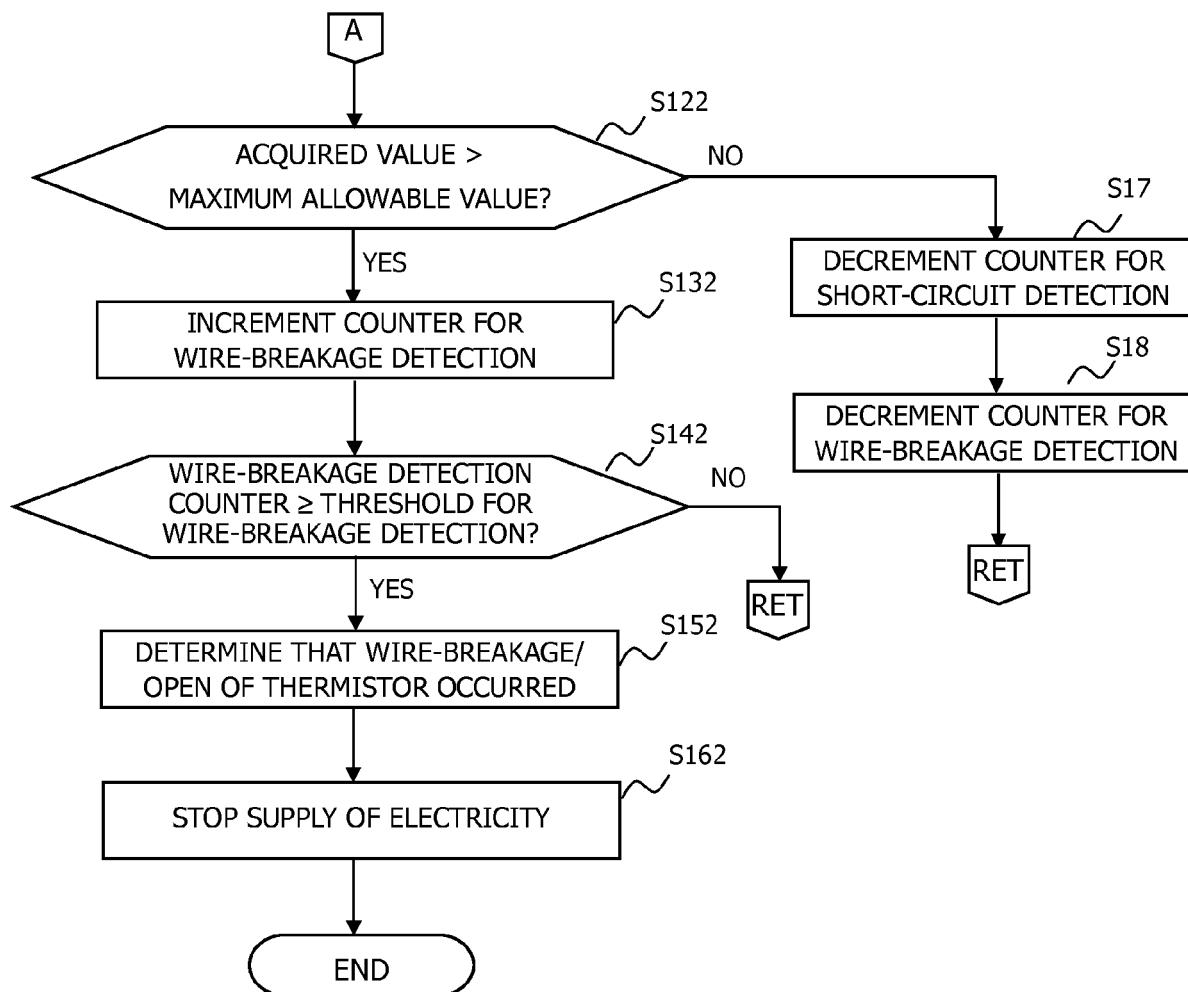 A
S122
ACQUIRED VALUE >
MAXIMUM ALLOWABLE VALUE?
NO
YES
S17
DECREMENT COUNTER FOR
SHORT-CIRCUIT DETECTION
S132
INCREMENT COUNTER FOR
WIRE-BREAKAGE DETECTION
S18
DECREMENT COUNTER FOR
WIRE-BREAKAGE DETECTION
S142
WIRE-BREAKAGE DETECTION
COUNTER ≥ THRESHOLD FOR
WIRE-BREAKAGE DETECTION?
NO
YES
RET
RET
S152
DETERMINE THAT WIRE-BREAKAGE/
OPEN OF THERMISTOR OCCURRED
S162
STOP SUPPLY OF ELECTRICITY
END